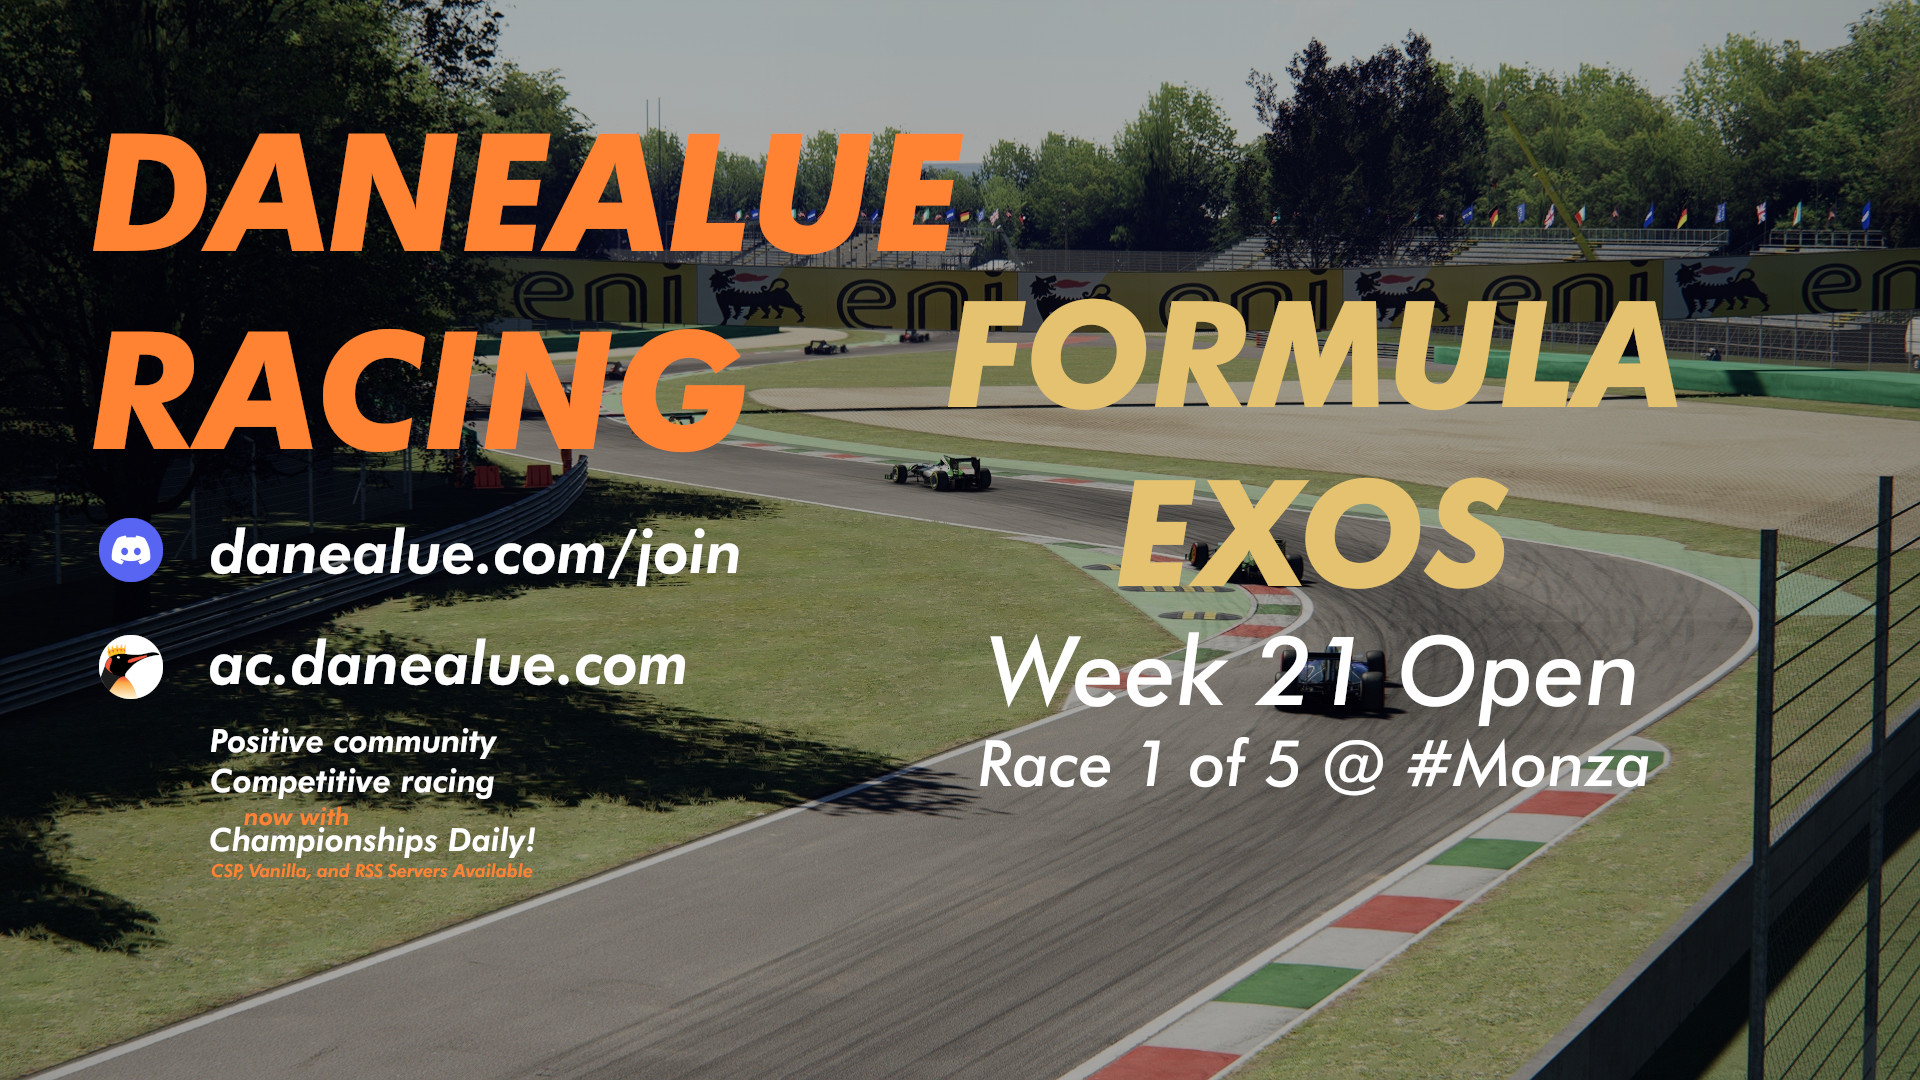 DANEALUE
RACING
danealue.com/join
ac.danealue.com
Positive community
Competitive racing
now with
Championships Daily!
CSP, Vanilla, and RSS Servers Available
FORMULA
EXOS
Week 21 Open
Race 1 of 5 @ #Monza
eni eni eni eni en